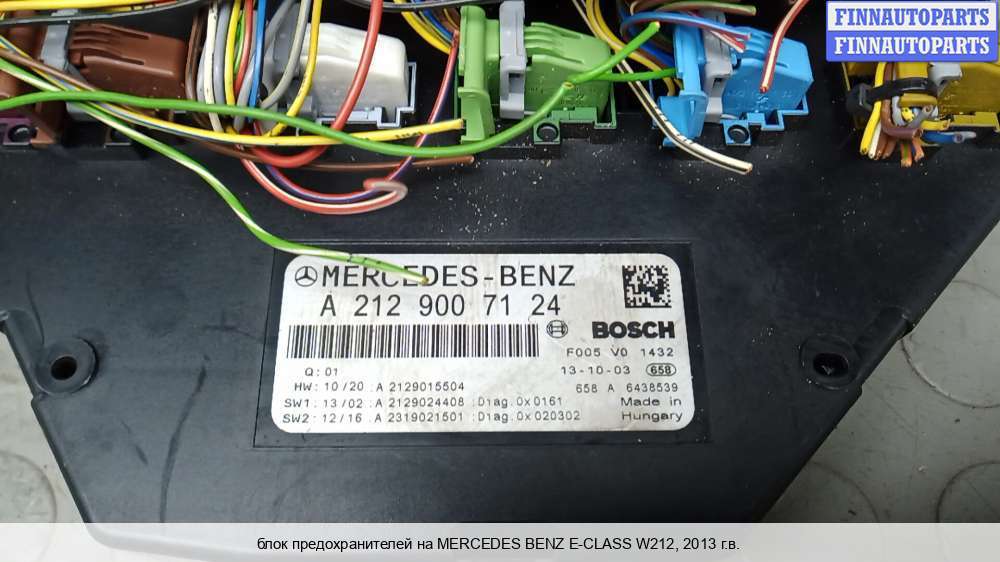 FINNAUTOPARTS
FINNAUTOPARTS
MERCEDES-BENZ
A 212 900 71 24
BOSCH
F005 V0 1432
Q: 01
13-10-03 658
HW: 10/20 :A 2129015504
658 A 6438539
SW1: 13/02 :A 2129024408 :Diag.0x0161
Made in
SW2: 12/16 :A 2319021501 :Diag.0x020302
Hungary
блок предохранителей на MERCEDES BENZ E-CLASS W212, 2013 г.в.